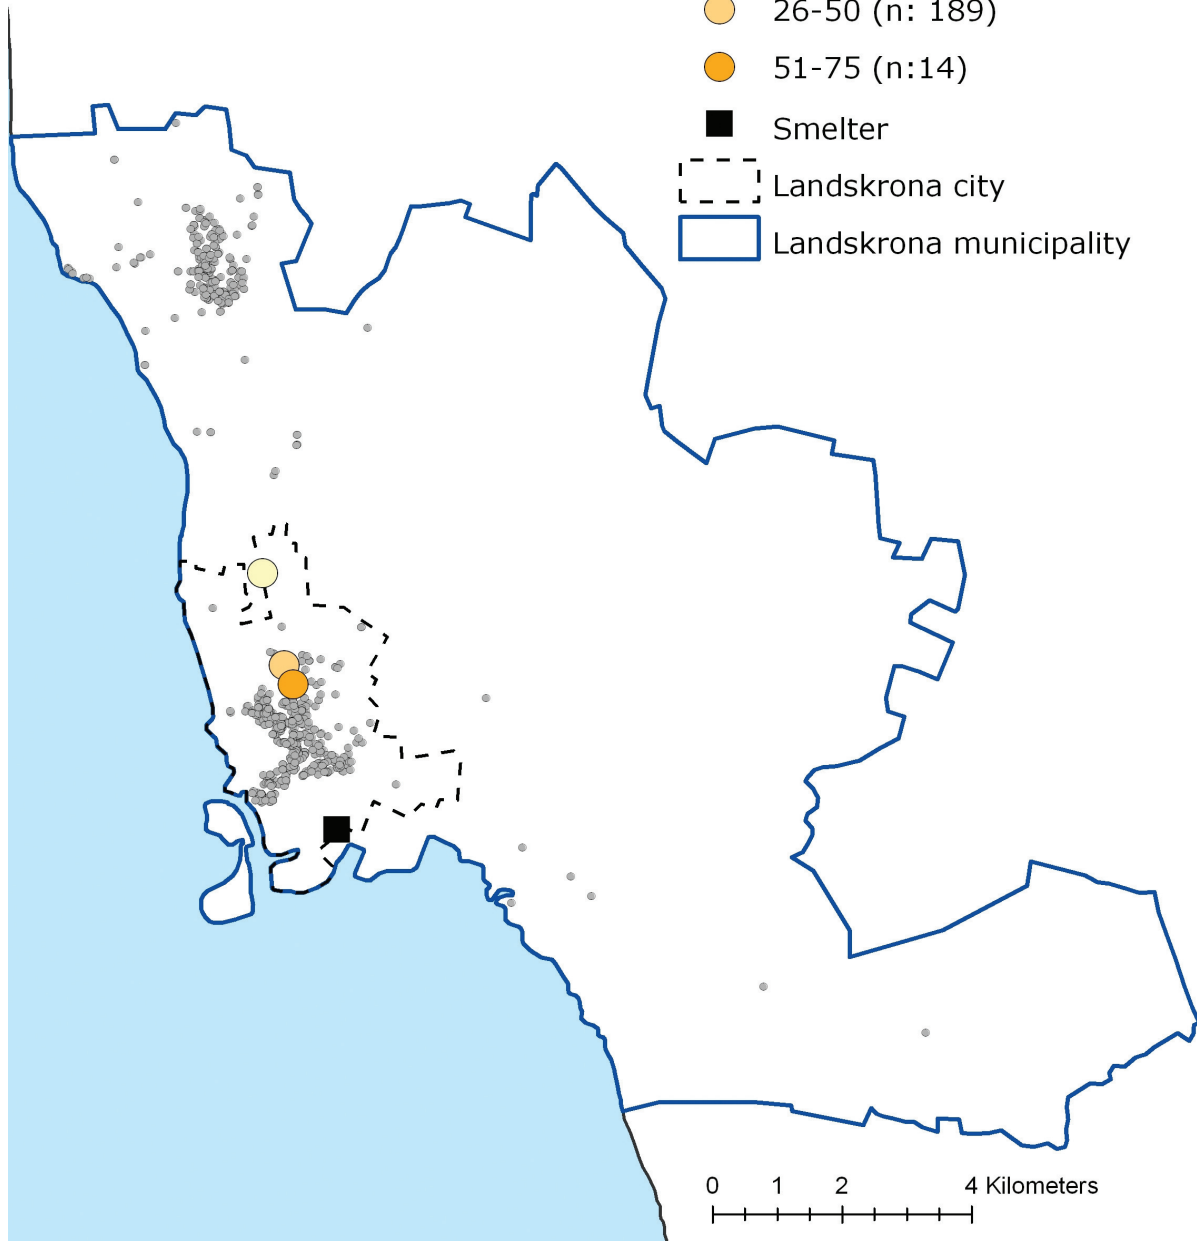 26-50 (n: 189)
51-75 (n:14)
Smelter
Landskrona city
Landskrona municipality
0 1 2 4 Kilometers